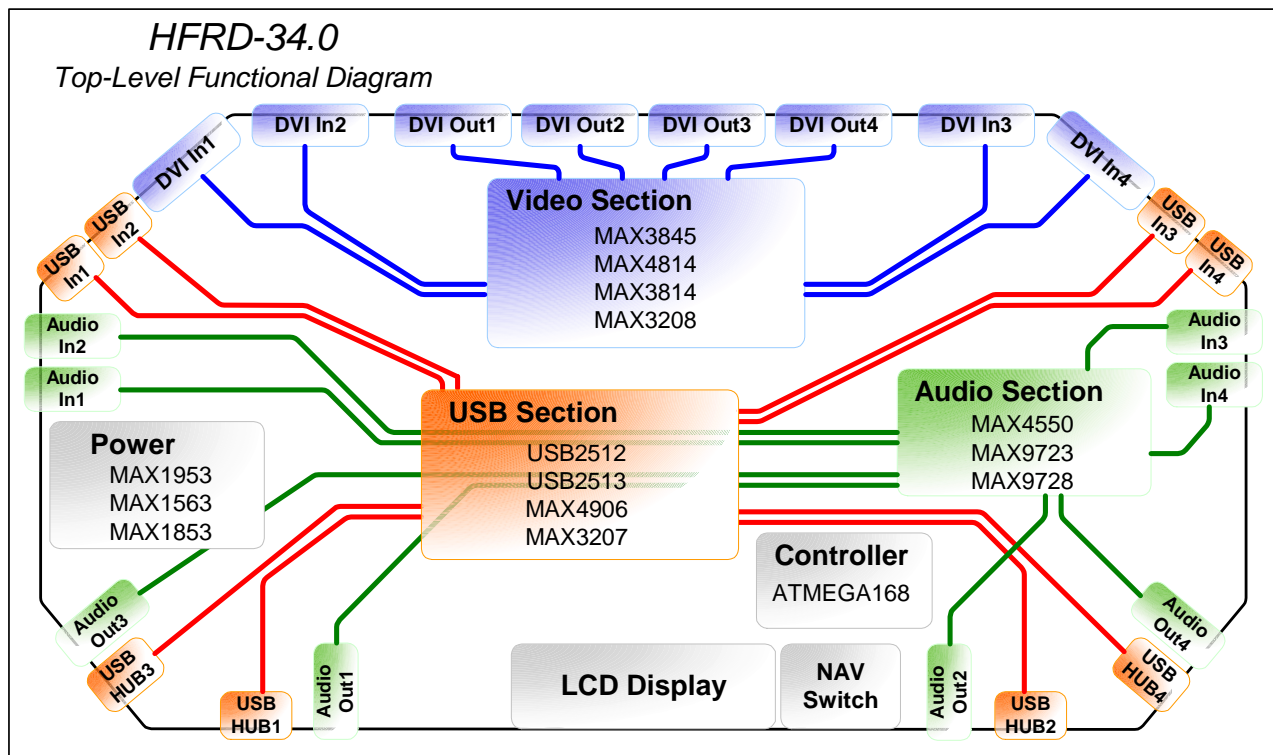 HFRD-34.0
Top-Level Functional Diagram
DVI In1
DVI In2
DVI Out1
DVI Out2
DVI Out3
DVI Out4
DVI In3
DVI In4
USB
In1
USB
In2
USB
In3
USB
In4
Video Section
MAX3845
MAX4814
MAX3814
MAX3208
Audio
In2
Audio
In1
Audio
In3
Audio
In4
Power
MAX1953
MAX1563
MAX1853
USB Section
USB2512
USB2513
MAX4906
MAX3207
Audio Section
MAX4550
MAX9723
MAX9728
Controller
ATMEGA168
Audio
Out3
USB
HUB3
USB
HUB1
Audio
Out1
LCD Display
NAV
Switch
Audio
Out2
USB
HUB2
Audio
Out4
USB
HUB4